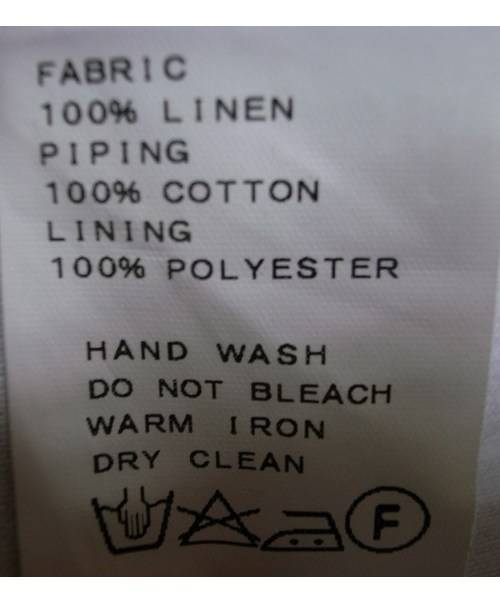 FABRIC
100% LINEN
PIPING
100% COTTON
LINING
100% POLYESTER
HAND WASH
DO NOT BLEACH
WARM IRON
DRY CLEAN
F